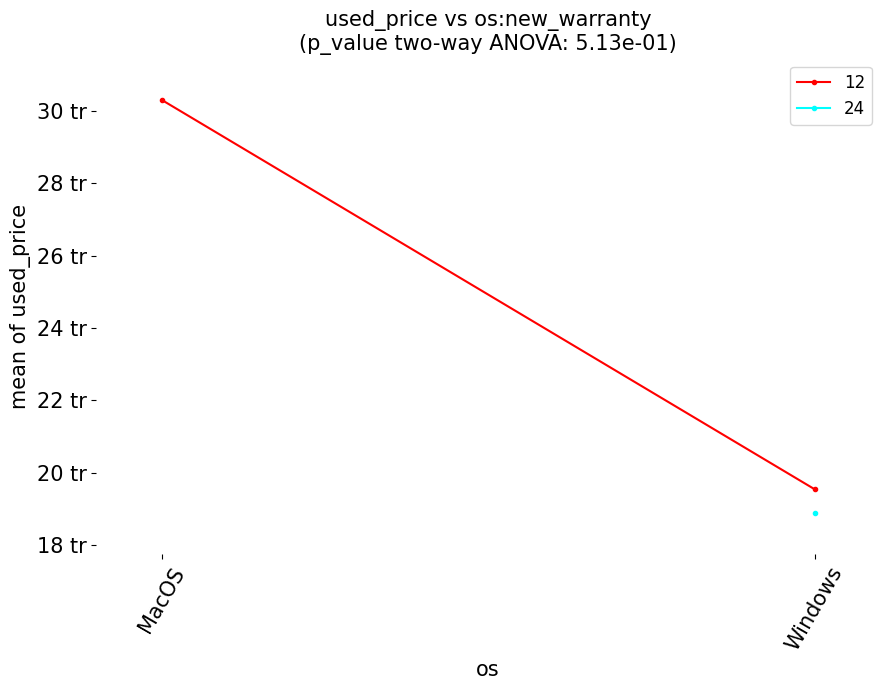 used_price vs os:new_warranty
(p_value two-way ANOVA: 5.13e-01)
12
24
mean of used_price
30 tr
28 tr
26 tr
24 tr
22 tr
20 tr
18 tr
MacOS
Windows
os